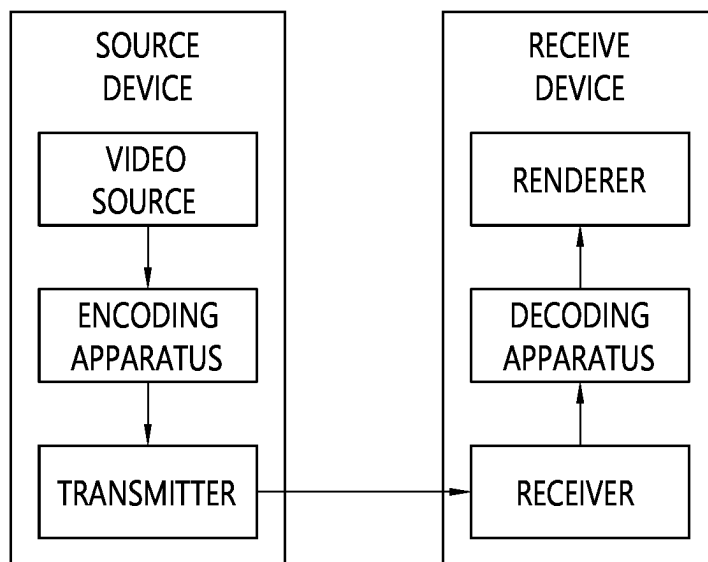 SOURCE
DEVICE
VIDEO
SOURCE
ENCODING
APPARATUS
TRANSMITTER
RECEIVE
DEVICE
RENDERER
DECODING
APPARATUS
RECEIVER